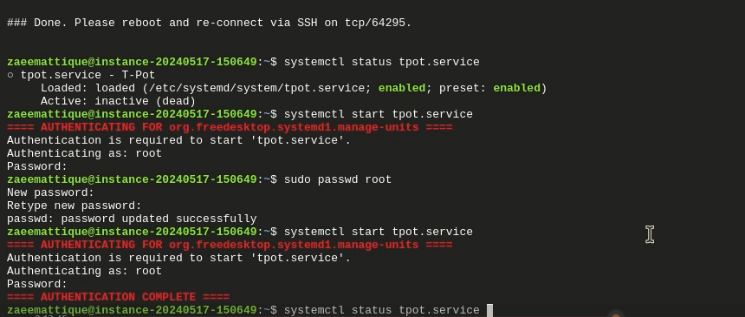 ### Done. Please reboot and re-connect via SSH on tcp/64295.
zaeemattique@instance-20240517-150649:~$ systemctl status tpot.service
○ tpot.service - T-Pot
Loaded: loaded (/etc/systemd/system/tpot.service; enabled; preset: enabled)
Active: inactive (dead)
zaeemattique@instance-20240517-150649:~$ systemctl start tpot.service
==== AUTHENTICATING FOR org.freedesktop.systemd1.manage-units ====
Authentication is required to start 'tpot.service'.
Authenticating as: root
Password:
zaeemattique@instance-20240517-150649:~$ sudo passwd root
New password:
Retype new password:
passwd: password updated successfully
zaeemattique@instance-20240517-150649:~$ systemctl start tpot.service
==== AUTHENTICATING FOR org.freedesktop.systemd1.manage-units ====
Authentication is required to start 'tpot.service'.
Authenticating as: root
Password:
==== AUTHENTICATION COMPLETE ====
zaeemattique@instance-20240517-150649:~$ systemctl status tpot.service